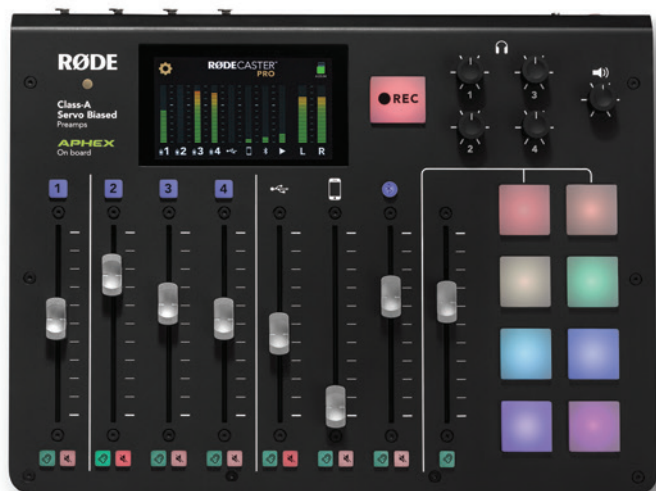 RØDE
Class-A
Servo Biased
Preamps
APHEX
On board
RØDECASTER™
PRO
1 2 3 4 L R
REC
1
3
2
4
1
2
3
4